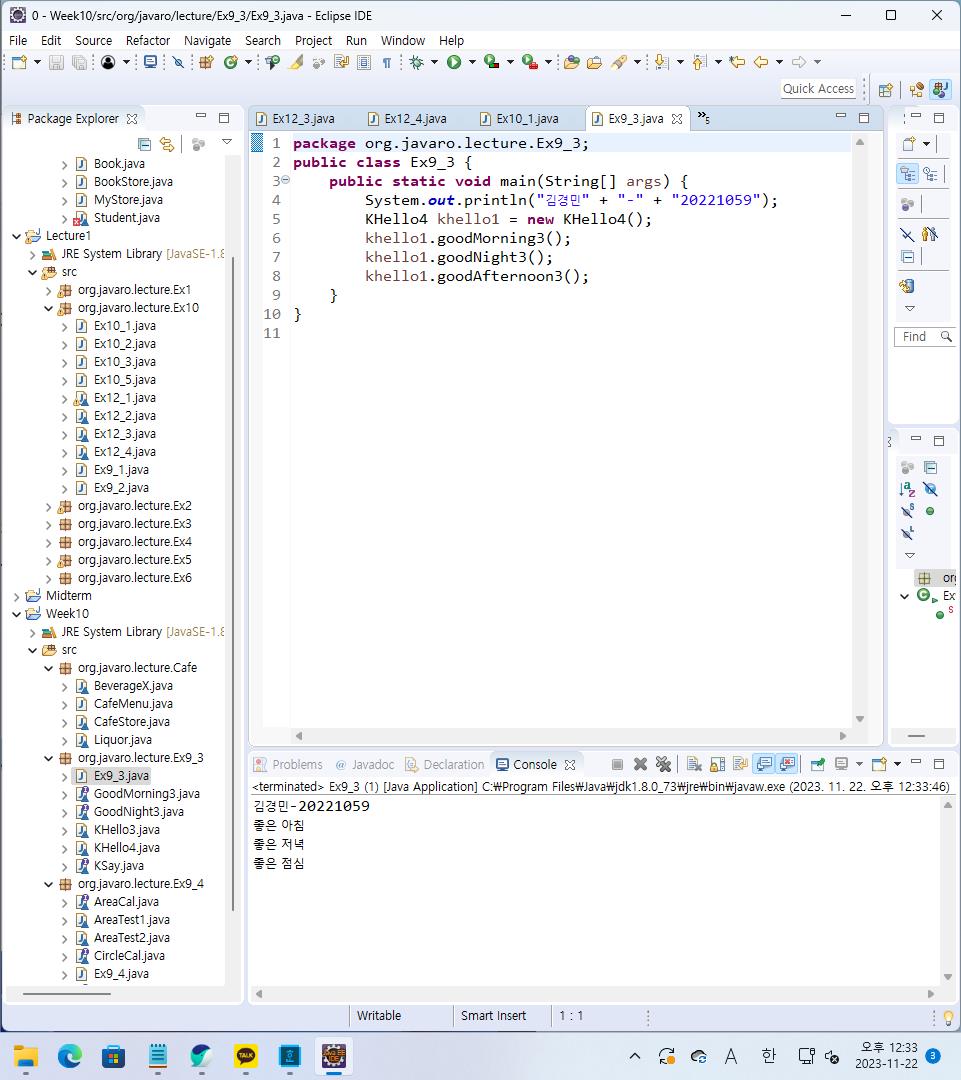 0 - Week10/src/org/javaro/lecture/Ex9_3/Ex9_3.java - Eclipse IDE
File Edit Source Refactor Navigate Search Project Run Window Help
Quick Access
Package Explorer
Book.java
BookStore.java
MyStore.java
Student.java
Lecture1
JRE System Library [JavaSE-1.8
src
org.javaro.lecture.Ex1
org.javaro.lecture.Ex10
Ex10_1.java
Ex10_2.java
Ex10_3.java
Ex10_5.java
Ex12_1.java
Ex12_2.java
Ex12_3.java
Ex12_4.java
Ex9_1.java
Ex9_2.java
org.javaro.lecture.Ex2
org.javaro.lecture.Ex3
org.javaro.lecture.Ex4
org.javaro.lecture.Ex5
org.javaro.lecture.Ex6
Midterm
Week10
JRE System Library [JavaSE-1.8
src
org.javaro.lecture.Cafe
BeverageX.java
CafeMenu.java
CafeStore.java
Liquor.java
org.javaro.lecture.Ex9_3
Ex9_3.java
GoodMorning3.java
GoodNight3.java
KHello3.java
KHello4.java
KSay.java
org.javaro.lecture.Ex9_4
AreaCal.java
AreaTest1.java
AreaTest2.java
CircleCal.java
Ex9_4.java
Ex12_3.java Ex12_4.java Ex10_1.java Ex9_3.java »5
1 package org.javaro.lecture.Ex9_3;
2 public class Ex9_3 {
3 public static void main(String[] args) {
4 System.out.println("김경민" + "-" + "20221059");
5 KHello4 khello1 = new KHello4();
6 khello1.goodMorning3();
7 khello1.goodNight3();
8 khello1.goodAfternoon3();
9 }
10 }
11
Find
org
Ex
Problems @ Javadoc Declaration Console
<terminated> Ex9_3 (1) [Java Application] C:₩Program Files₩Java₩jdk1.8.0_73₩jre₩bin₩javaw.exe (2023. 11. 22. 오후 12:33:46)
김경민-20221059
좋은 아침
좋은 저녁
좋은 점심
Writable Smart Insert 1 : 1
TALK
JAVA EE IDE
A 한 오후 12:33
2023-11-22 3